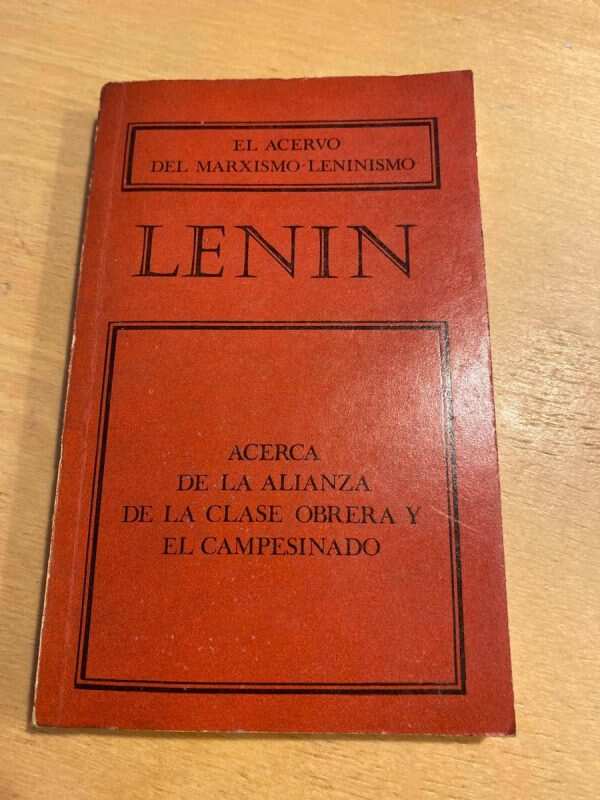 EL ACERVO
DEL MARXISMO-LENINISMO
LENIN
ACERCA
DE LA ALIANZA
DE LA CLASE OBRERA Y
EL CAMPESINADO